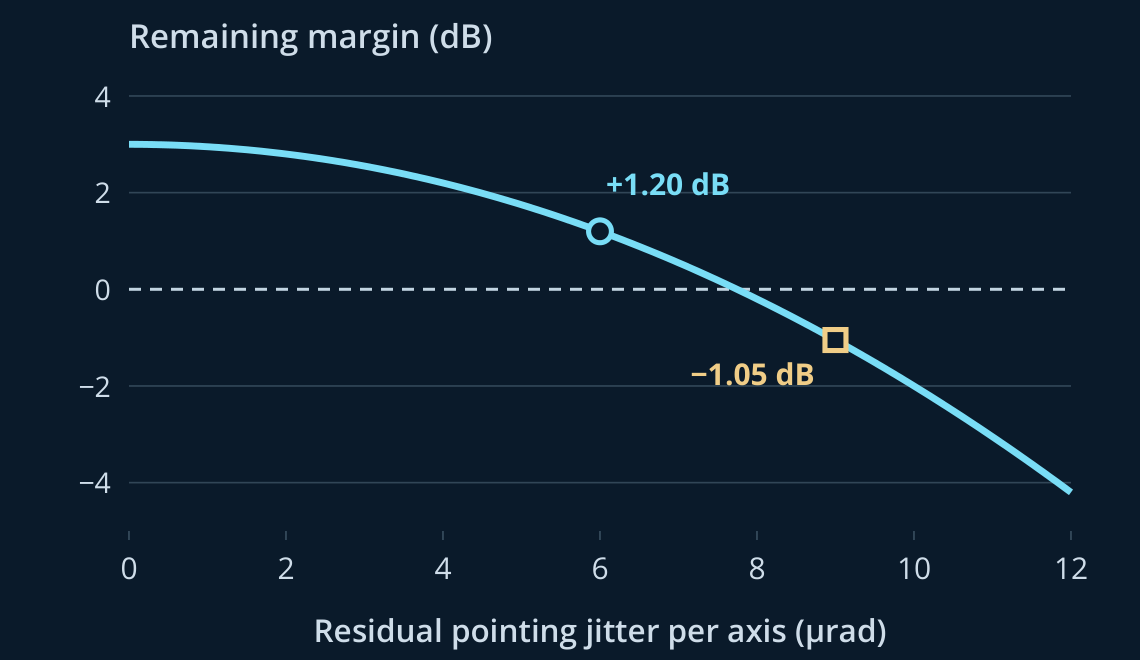 Remaining margin (dB)
4
+1.20 dB
2
0
−1.05 dB
−2
−4
0 2 4 6 8 10 12
Residual pointing jitter per axis (μrad)